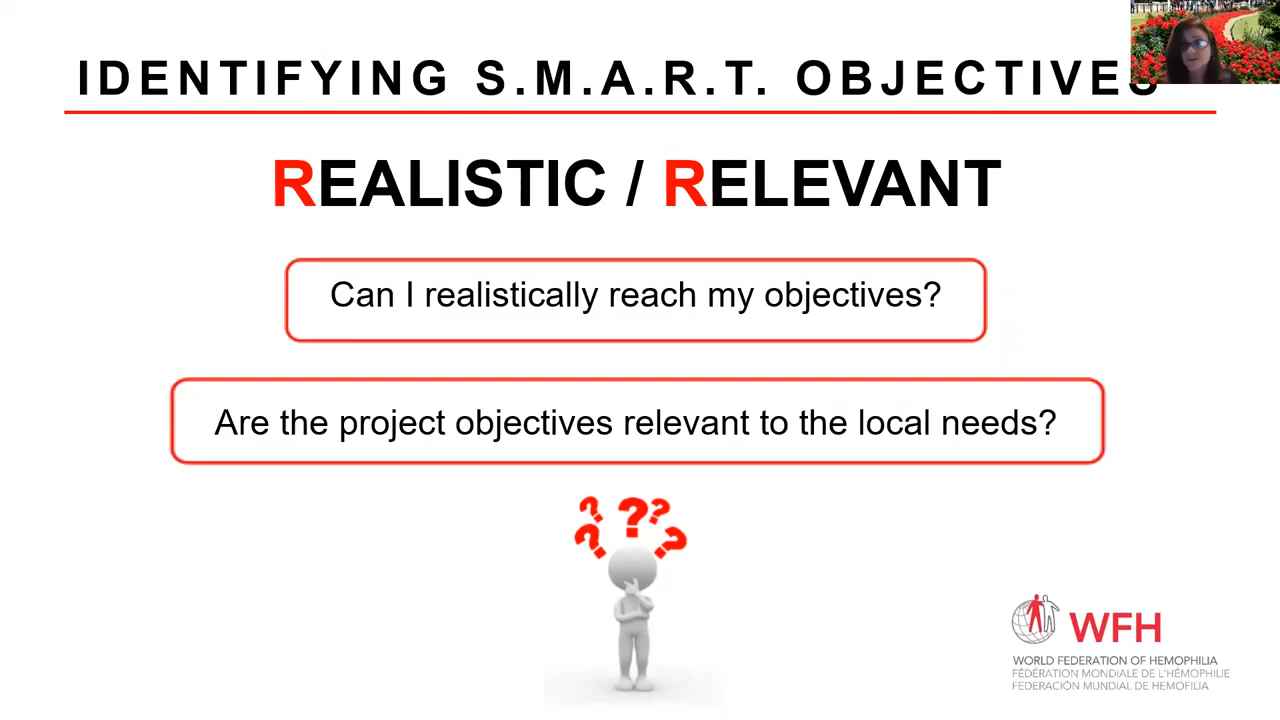 IDENTIFYING S.M.A.R.T. OBJECTIVES
REALISTIC / RELEVANT
Can I realistically reach my objectives?
Are the project objectives relevant to the local needs?
? ? ? ? ?
WFH
WORLD FEDERATION OF HEMOPHILIA
FÉDÉRATION MONDIALE DE L'HÉMOPHILIE
FEDERACIÓN MUNDIAL DE HEMOFILIA